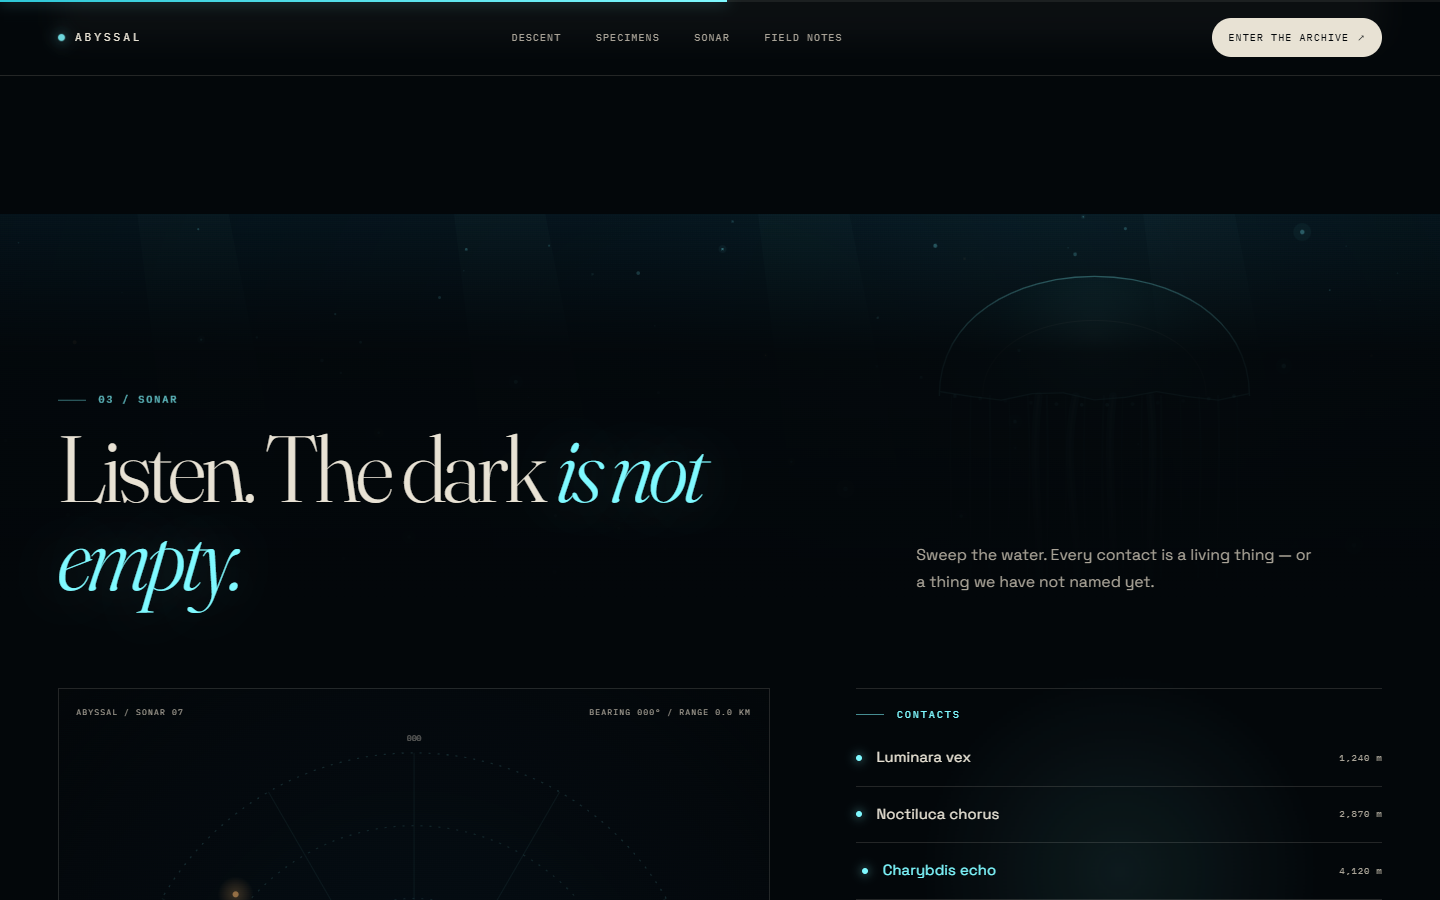 ABYSSAL
DESCENT SPECIMENS SONAR FIELD NOTES
ENTER THE ARCHIVE ↗
03 / SONAR
Listen. The dark is not
empty.
Sweep the water. Every contact is a living thing — or
a thing we have not named yet.
ABYSSAL / SONAR 07
BEARING 000° / RANGE 0.0 KM
000
CONTACTS
Luminara vex 1,240 m
Noctiluca chorus 2,870 m
Charybdis echo 4,120 m